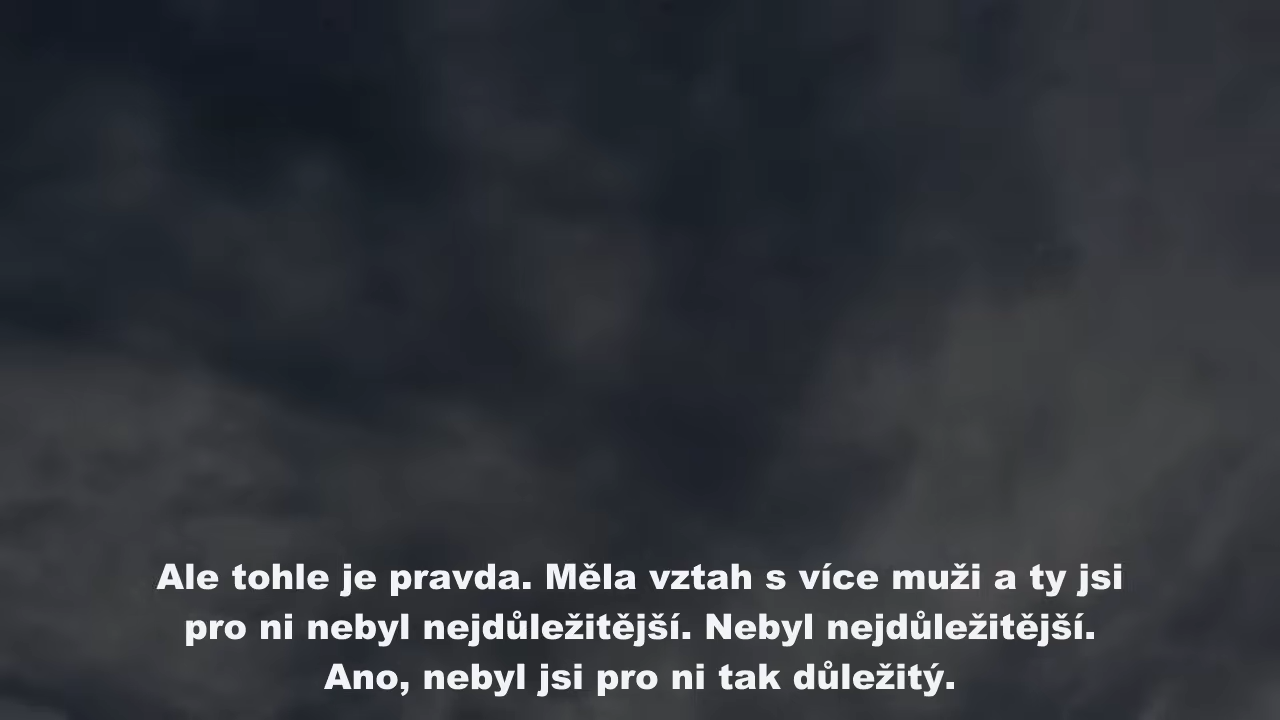 Ale tohle je pravda. Měla vztah s více muži a ty jsi
pro ni nebyl nejdůležitější. Nebyl nejdůležitější.
Ano, nebyl jsi pro ni tak důležitý.